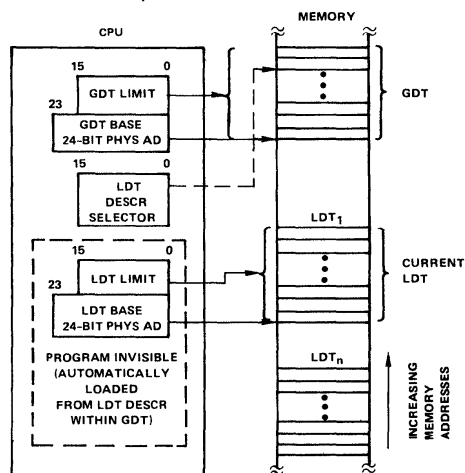 MEMORY
CPU
15 0
GDT LIMIT
23
GDT BASE
24-BIT PHYS AD
GDT
15 0
LDT
DESCR
SELECTOR
LDT1
15 0
LDT LIMIT
23
LDT BASE
24-BIT PHYS AD
CURRENT
LDT
PROGRAM INVISIBLE
(AUTOMATICALLY
LOADED
FROM LDT DESCR
WITHIN GDT)
LDTn
INCREASING
MEMORY
ADDRESSES